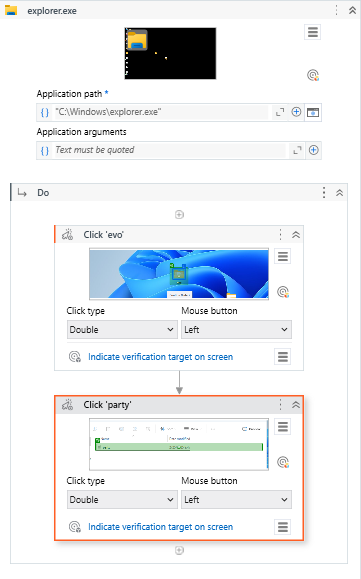 explorer.exe
Application path *
"C:\Windows\explorer.exe"
Application arguments
Text must be quoted
Do
Click 'evo'
Click type
Mouse button
Double
Left
Indicate verification target on screen
Click 'party'
Click type
Mouse button
Double
Left
Indicate verification target on screen